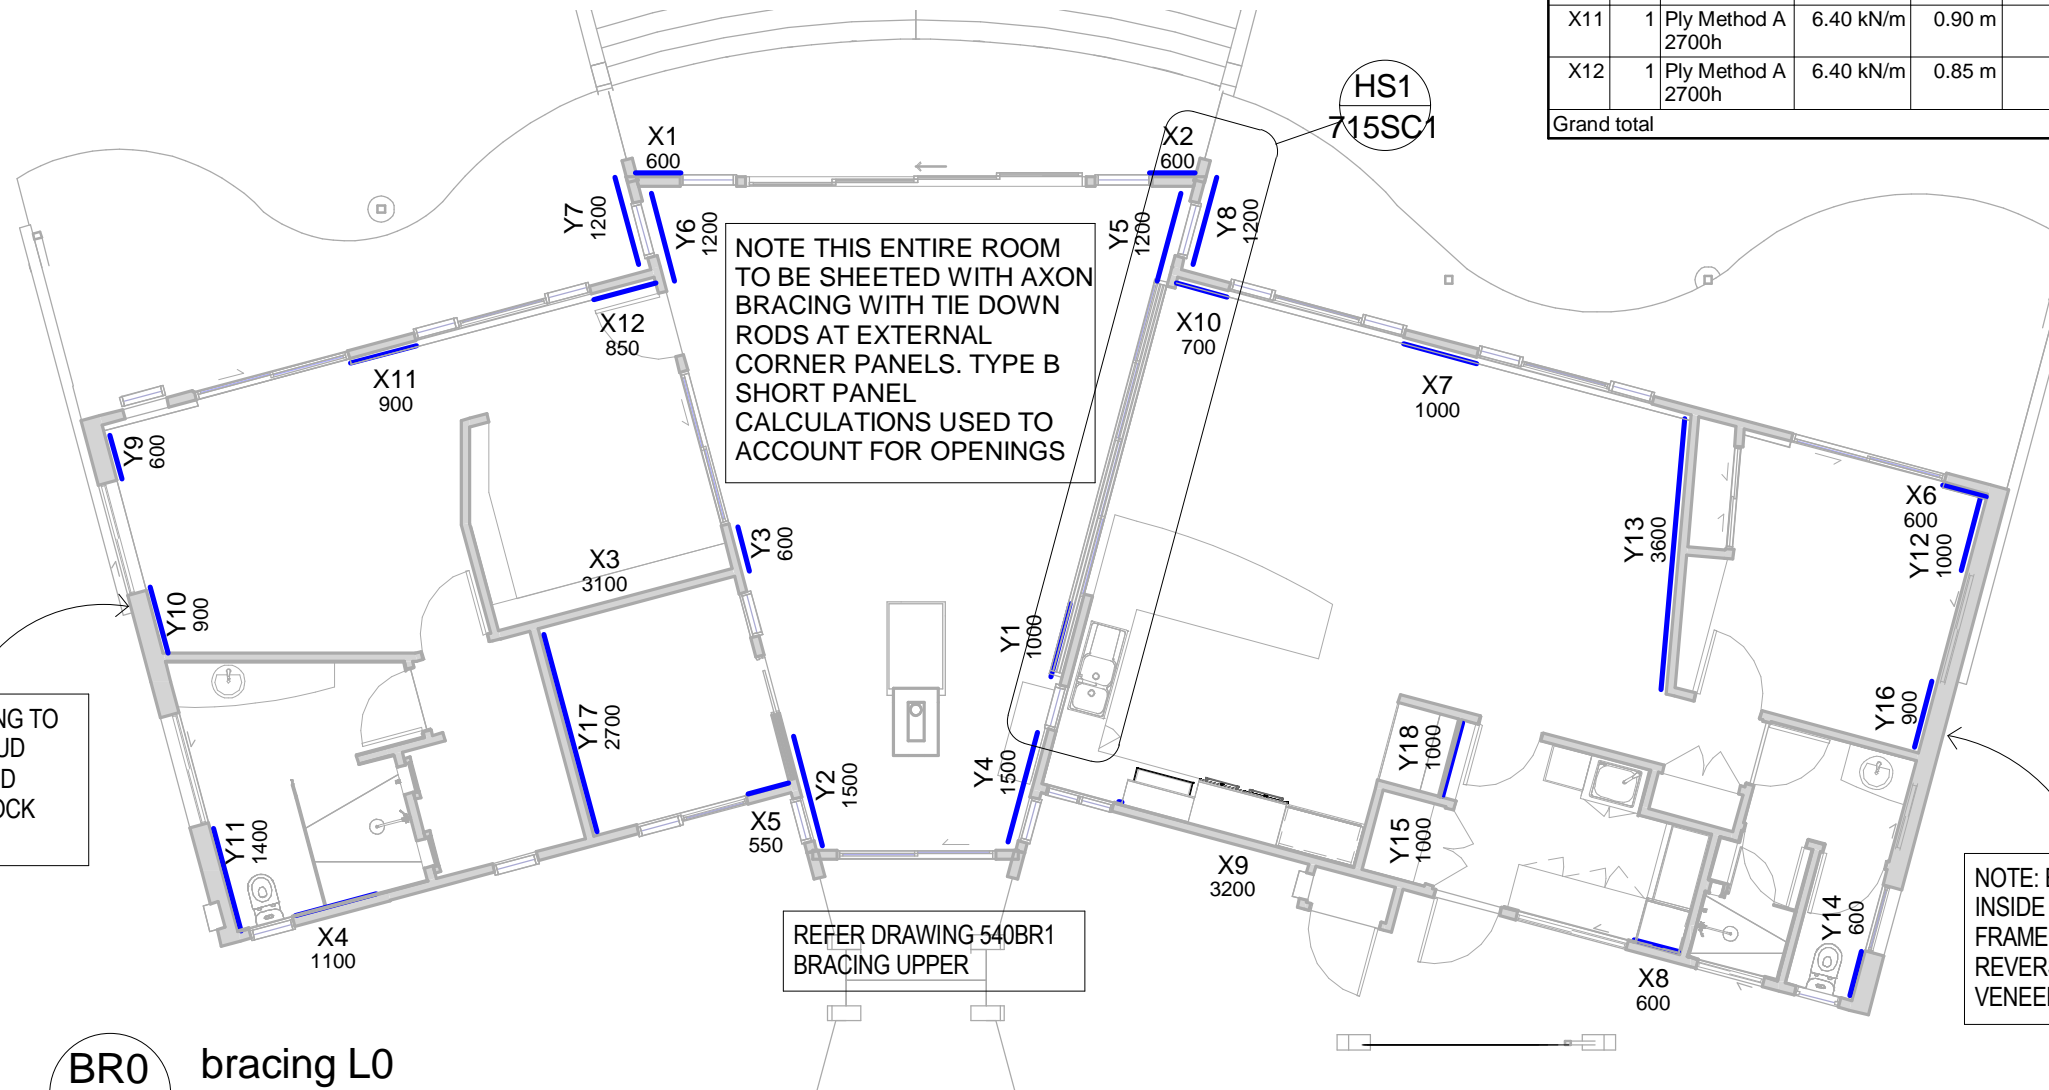 X11 1 Ply Method A 6.40 kN/m 0.90 m
2700h
X12 1 Ply Method A 6.40 kN/m 0.85 m
2700h
Grand total
HS1
715SC1
X1
600
X2
600
Y7
1200
Y6
1200
Y5
1200
Y8
1200
NOTE THIS ENTIRE ROOM
TO BE SHEETED WITH AXON
BRACING WITH TIE DOWN
RODS AT EXTERNAL
CORNER PANELS. TYPE B
SHORT PANEL
CALCULATIONS USED TO
ACCOUNT FOR OPENINGS
X12
850
X10
700
X11
900
X7
1000
Y9
600
X6
600
Y12
1000
Y13
3600
Y3
600
X3
3100
Y10
900
Y1
1000
Y17
2700
Y16
900
Y18
1000
NG TO
UD
D
OCK
Y2
1500
Y4
1500
X5
550
Y11
1400
Y15
1000
X9
3200
X4
1100
REFER DRAWING 540BR1
BRACING UPPER
Y14
600
X8
600
NOTE: B
INSIDE
FRAME
REVERS
VENEE
BR0
bracing L0